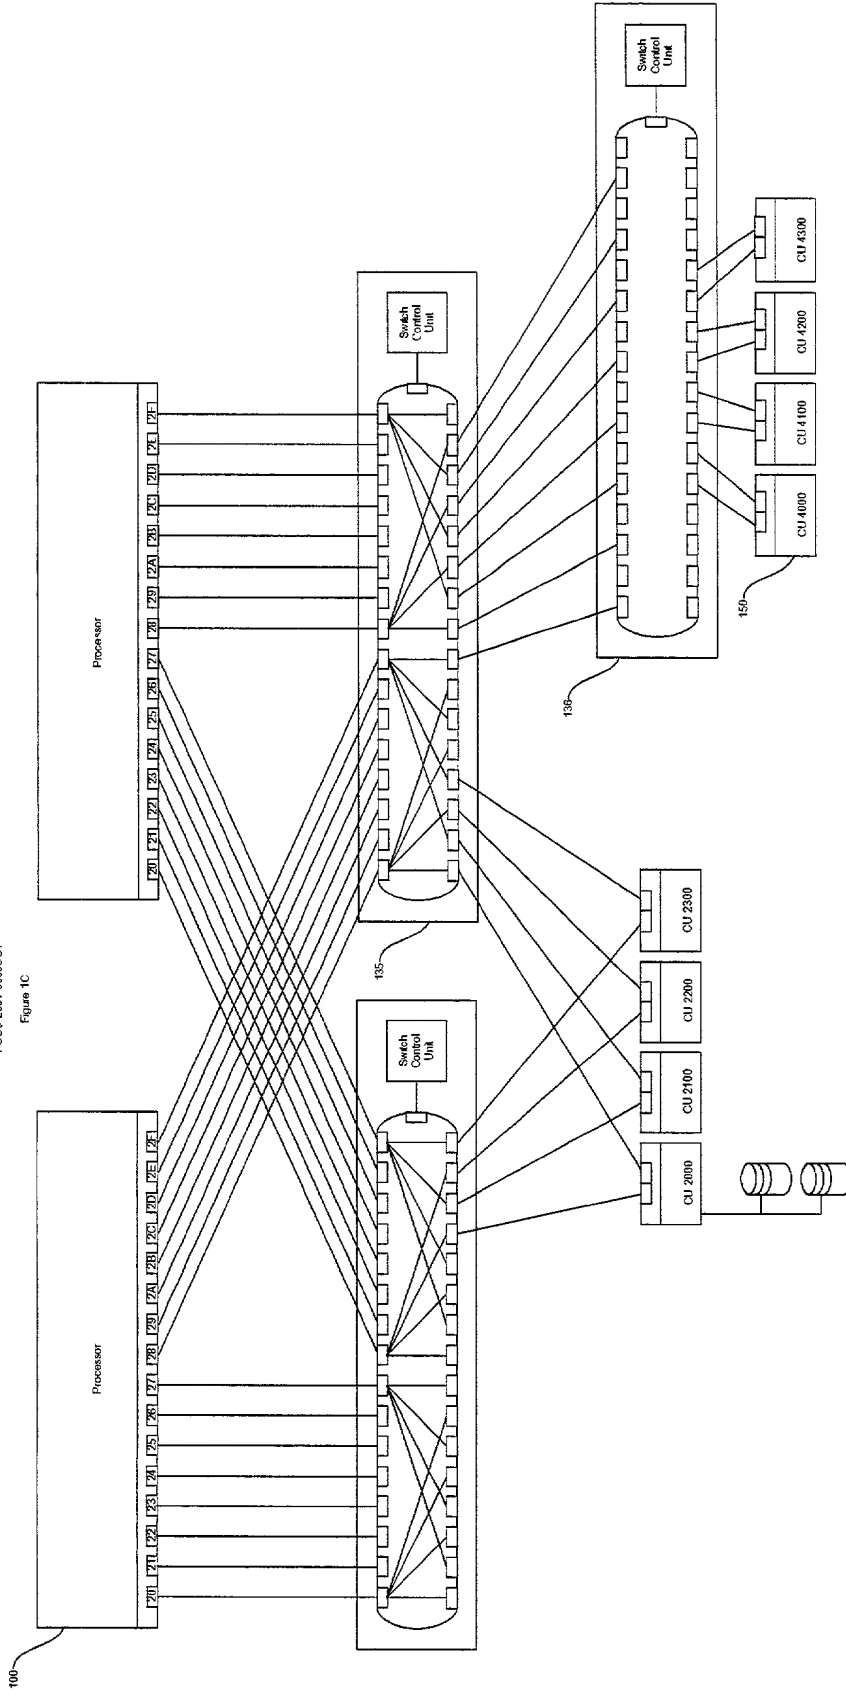 Figure 1C
100
Processor
Processor
20 21 22 23 24 25 26 27 28 29 2A 2B 2C 2D 2E 2F
20 21 22 23 24 25 26 27 28 29 2A 2B 2C 2D 2E 2F
Switch
Control
Unit
135
Switch
Control
Unit
136
Switch
Control
Unit
CU 2000
CU 2100
CU 2200
CU 2300
150
CU 4000
CU 4100
CU 4200
CU 4300